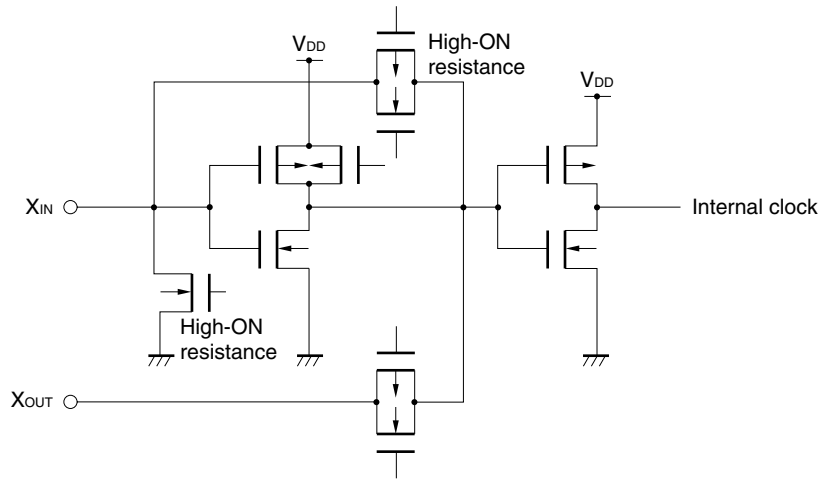 VDD
High-ON
resistance
VDD
XIN
Internal clock
High-ON
resistance
XOUT